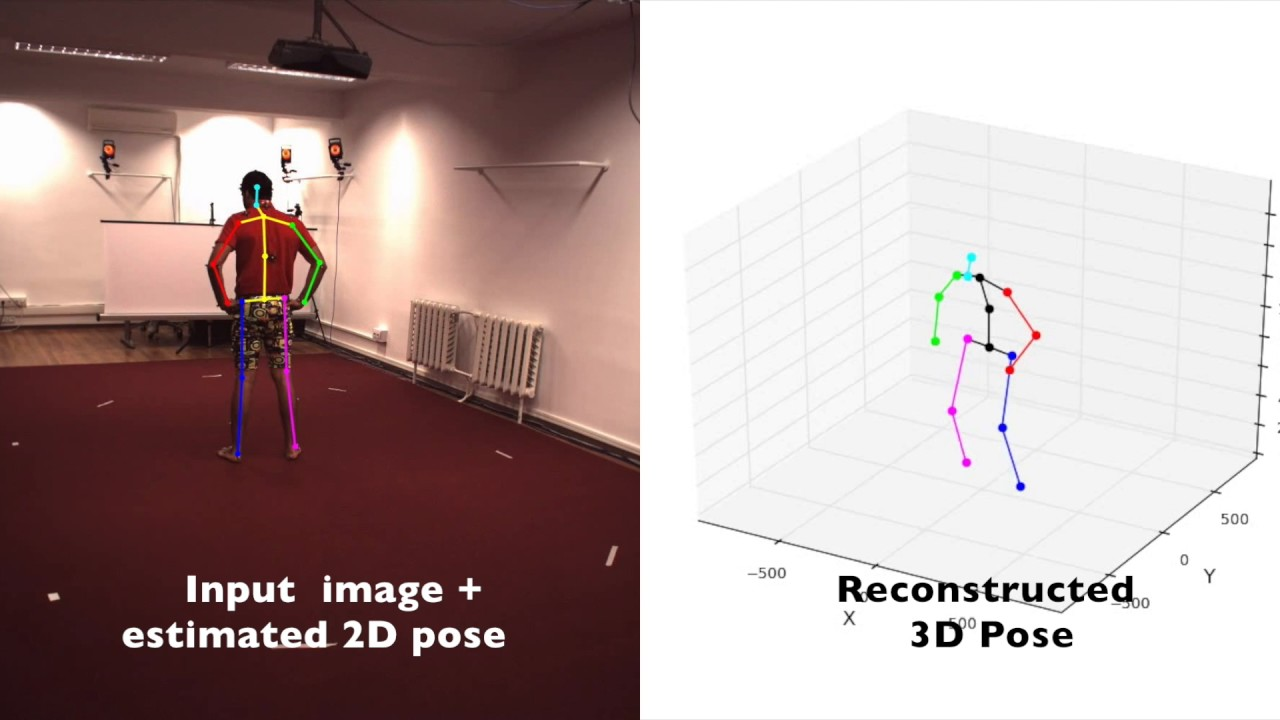 Input image +
estimated 2D pose
Reconstructed
3D Pose
−500
X
500
−500
0
Y
500